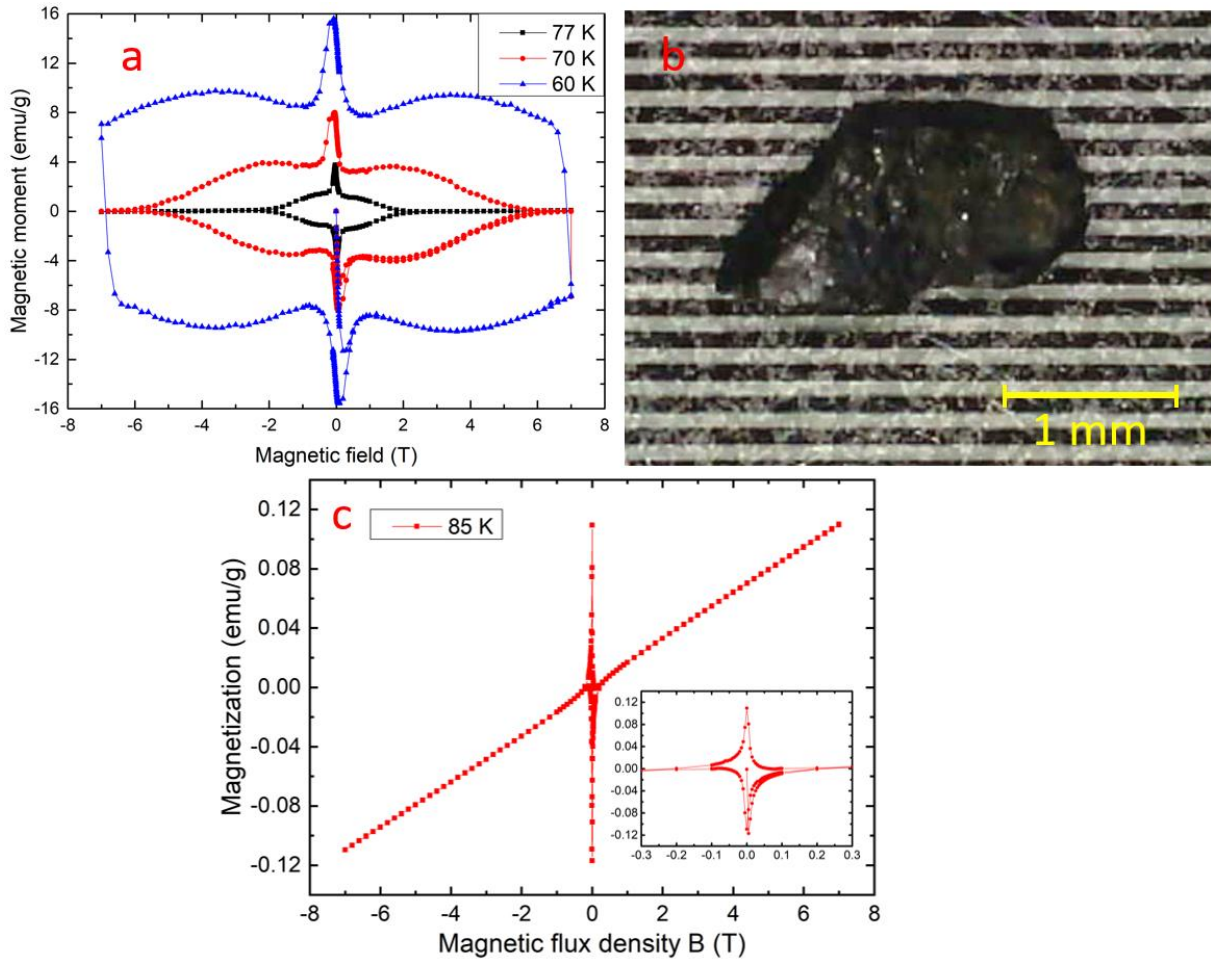 a
77 K
70 K
60 K
Magnetic moment (emu/g)
16
12
8
4
0
-4
-8
-12
-16
-8 -6 -4 -2 0 2 4 6 8
Magnetic field (T)
b
1 mm
c
85 K
Magnetization (emu/g)
0.12
0.08
0.04
0.00
-0.04
-0.08
-0.12
0.12
0.08
0.04
0.00
-0.04
-0.08
-0.12
-0.3 -0.2 -0.1 0.0 0.1 0.2 0.3
-8 -6 -4 -2 0 2 4 6 8
Magnetic flux density B (T)